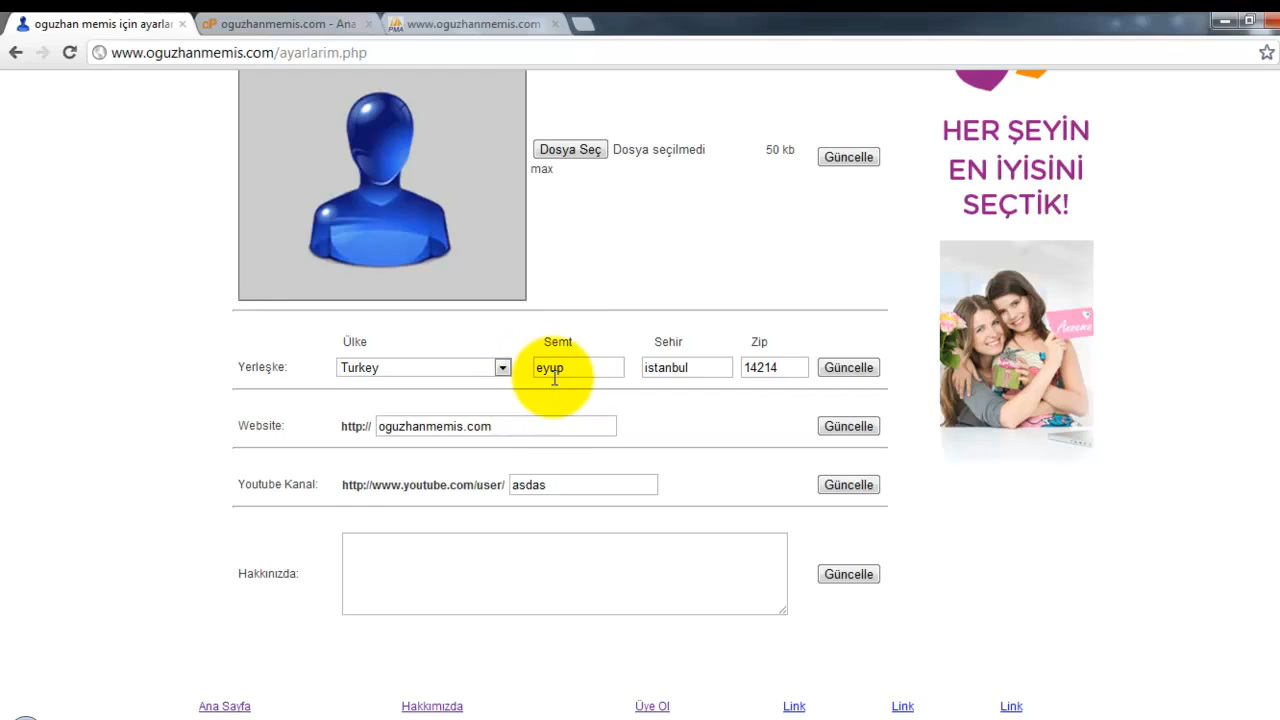 oguzhan memis için ayarlar
oguzhanmemis.com - Ana
PMA
www.oguzhanmemis.com
www.oguzhanmemis.com/ayarlarim.php
HER ŞEYİN
EN İYİSİNİ
SEÇTİK!
Dosya Seç Dosya seçilmedi 50 kb
max
Güncelle
Ülke Semt Sehir Zip
Yerleşke: Turkey eyup istanbul 14214 Güncelle
Website: http:// oguzhanmemis.com Güncelle
Youtube Kanal: http://www.youtube.com/user/ asdas Güncelle
Hakkınızda: Güncelle
Ana Sayfa Hakkımızda Üye Ol Link Link Link